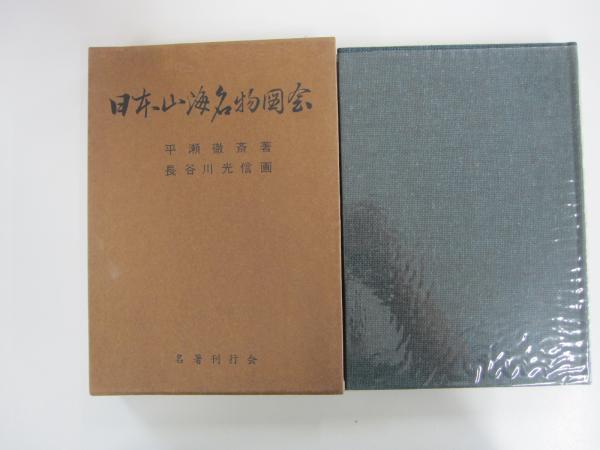 日本山海名物図会
平瀬徹斎著
長谷川光信画
名著刊行会